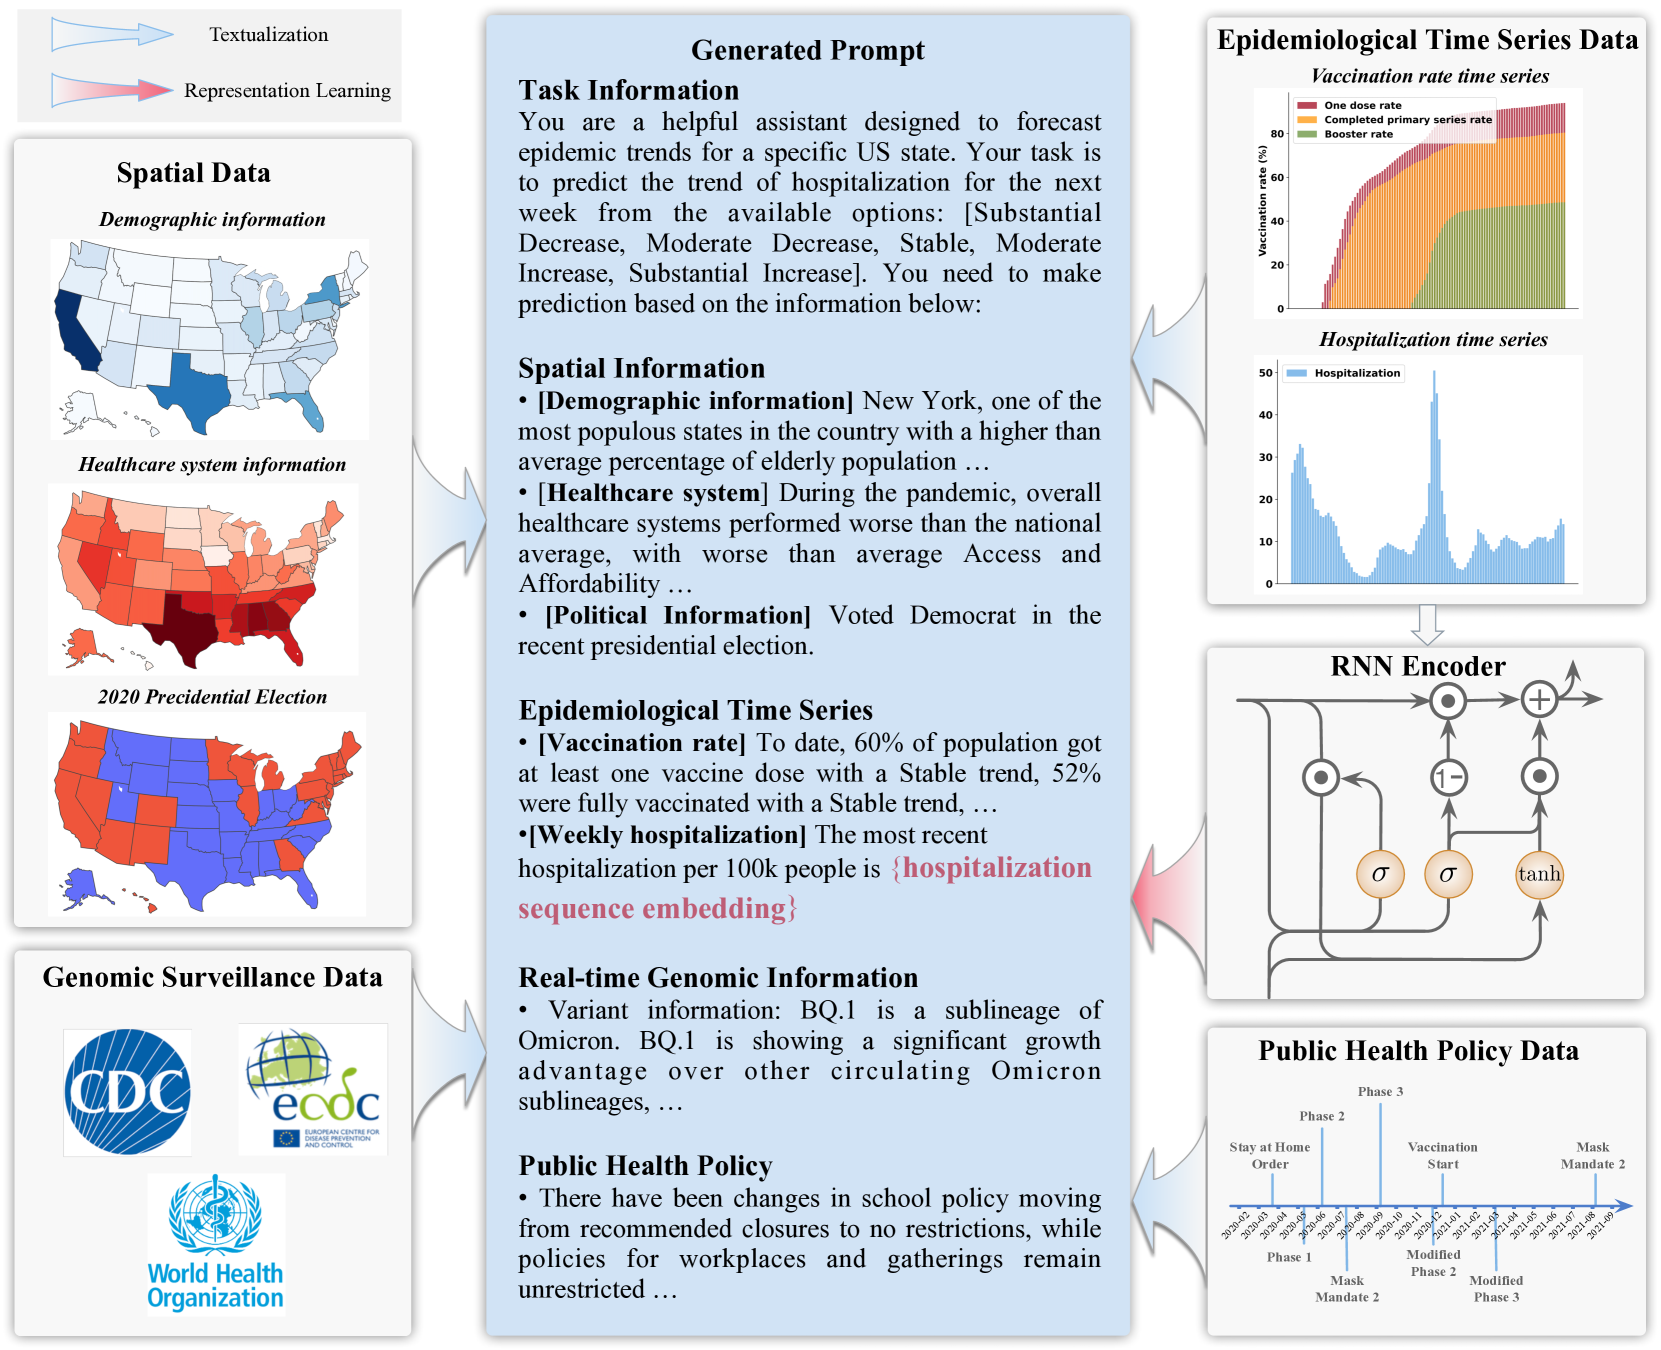 Textualization
Representation Learning
Spatial Data
Demographic information
Healthcare system information
2020 Precidential Election
Genomic Surveillance Data
CDC
ecdc
EUROPEAN CENTRE FOR
DISEASE PREVENTION
AND CONTROL
World Health
Organization
Generated Prompt
Task Information
You are a helpful assistant designed to forecast
epidemic trends for a specific US state. Your task is
to predict the trend of hospitalization for the next
week from the available options: [Substantial
Decrease, Moderate Decrease, Stable, Moderate
Increase, Substantial Increase]. You need to make
prediction based on the information below:
Spatial Information
• [Demographic information] New York, one of the
most populous states in the country with a higher than
average percentage of elderly population …
• [Healthcare system] During the pandemic, overall
healthcare systems performed worse than the national
average, with worse than average Access and
Affordability …
• [Political Information] Voted Democrat in the
recent presidential election.
Epidemiological Time Series
• [Vaccination rate] To date, 60% of population got
at least one vaccine dose with a Stable trend, 52%
were fully vaccinated with a Stable trend, …
•[Weekly hospitalization] The most recent
hospitalization per 100k people is {hospitalization
sequence embedding}
Real-time Genomic Information
• Variant information: BQ.1 is a sublineage of
Omicron. BQ.1 is showing a significant growth
advantage over other circulating Omicron
sublineages, …
Public Health Policy
• There have been changes in school policy moving
from recommended closures to no restrictions, while
policies for workplaces and gatherings remain
unrestricted …
Epidemiological Time Series Data
Vaccination rate time series
One dose rate
Completed primary series rate
Booster rate
Vaccination rate (%)
80
60
40
20
0
Hospitalization time series
Hospitalization
50
40
30
20
10
0
RNN Encoder
+
1-
σ
σ
tanh
Public Health Policy Data
Phase 3
Phase 2
Stay at Home
Order
Vaccination
Start
Mask
Mandate 2
2020-02
2020-03
2020-04
2020-05
2020-06
2020-07
2020-08
2020-09
2020-10
2020-11
2020-12
2021-01
2021-02
2021-03
2021-04
2021-05
2021-06
2021-07
2021-08
2021-09
Phase 1
Mask
Mandate 2
Modified
Phase 2
Modified
Phase 3